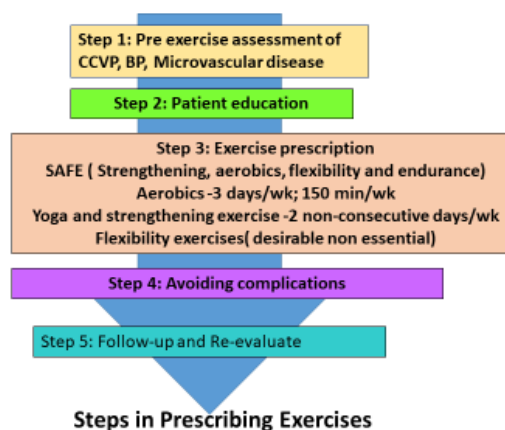 Step 1: Pre exercise assessment of
CCVP, BP, Microvascular disease
Step 2: Patient education
Step 3: Exercise prescription
SAFE ( Strengthening, aerobics, flexibility and endurance)
Aerobics -3 days/wk; 150 min/wk
Yoga and strengthening exercise -2 non-consecutive days/wk
Flexibility exercises( desirable non essential)
Step 4: Avoiding complications
Step 5: Follow-up and Re-evaluate
Steps in Prescribing Exercises